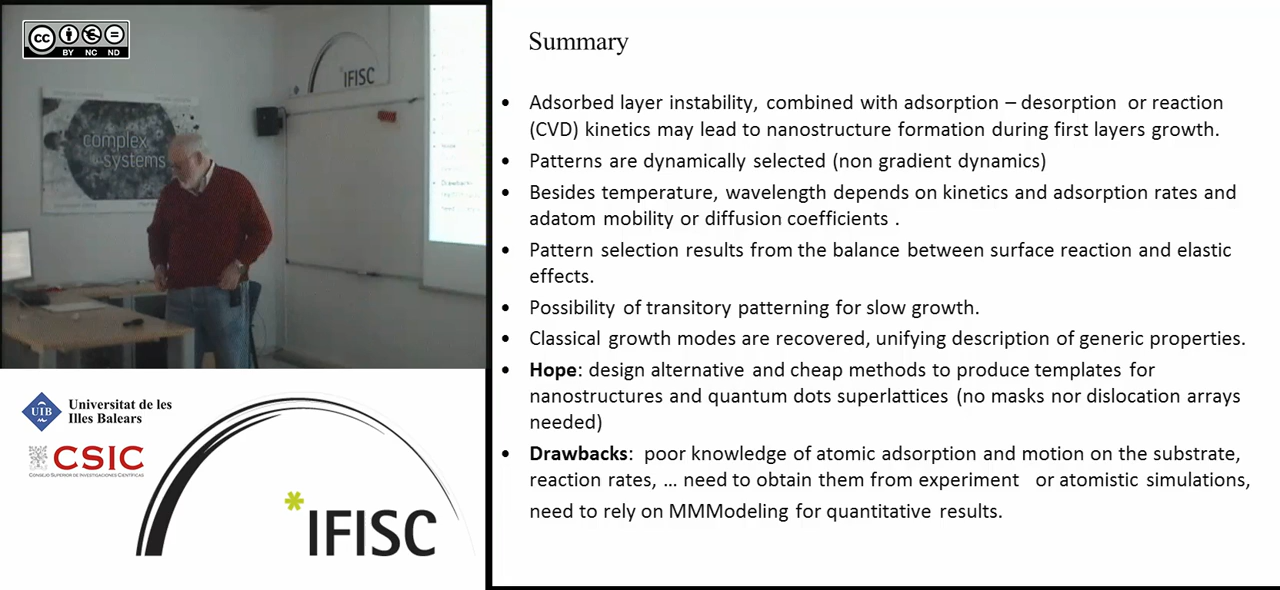 cc
BY NC ND
IFISC
complex
systems
Drawbacks
Universitat de les
Illes Balears
UIB
CSIC
CONSEJO SUPERIOR DE INVESTIGACIONES CIENTÍFICAS
*IFISC
Summary
• Adsorbed layer instability, combined with adsorption – desorption or reaction
(CVD) kinetics may lead to nanostructure formation during first layers growth.
• Patterns are dynamically selected (non gradient dynamics)
• Besides temperature, wavelength depends on kinetics and adsorption rates and
adatom mobility or diffusion coefficients .
• Pattern selection results from the balance between surface reaction and elastic
effects.
• Possibility of transitory patterning for slow growth.
• Classical growth modes are recovered, unifying description of generic properties.
• Hope: design alternative and cheap methods to produce templates for
nanostructures and quantum dots superlattices (no masks nor dislocation arrays
needed)
• Drawbacks: poor knowledge of atomic adsorption and motion on the substrate,
reaction rates, ... need to obtain them from experiment or atomistic simulations,
need to rely on MMModeling for quantitative results.